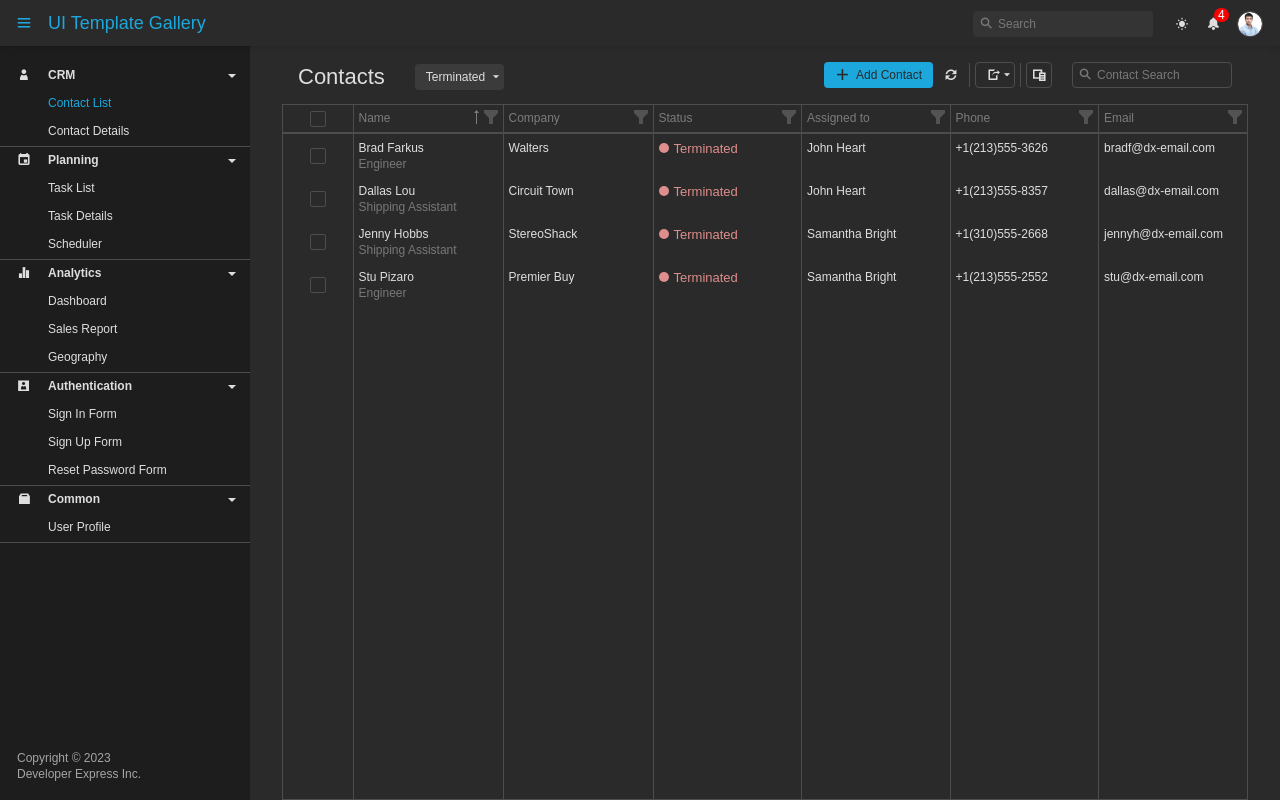 UI Template Gallery
Search
4
CRM
Contact List
Contact Details
Planning
Task List
Task Details
Scheduler
Analytics
Dashboard
Sales Report
Geography
Authentication
Sign In Form
Sign Up Form
Reset Password Form
Common
User Profile
Copyright © 2023
Developer Express Inc.
Contacts
Terminated
Add Contact
Contact Search
Name Company Status Assigned to Phone Email
Brad Farkus Walters Terminated John Heart +1(213)555-3626 bradf@dx-email.com
Engineer
Dallas Lou Circuit Town Terminated John Heart +1(213)555-8357 dallas@dx-email.com
Shipping Assistant
Jenny Hobbs StereoShack Terminated Samantha Bright +1(310)555-2668 jennyh@dx-email.com
Shipping Assistant
Stu Pizaro Premier Buy Terminated Samantha Bright +1(213)555-2552 stu@dx-email.com
Engineer